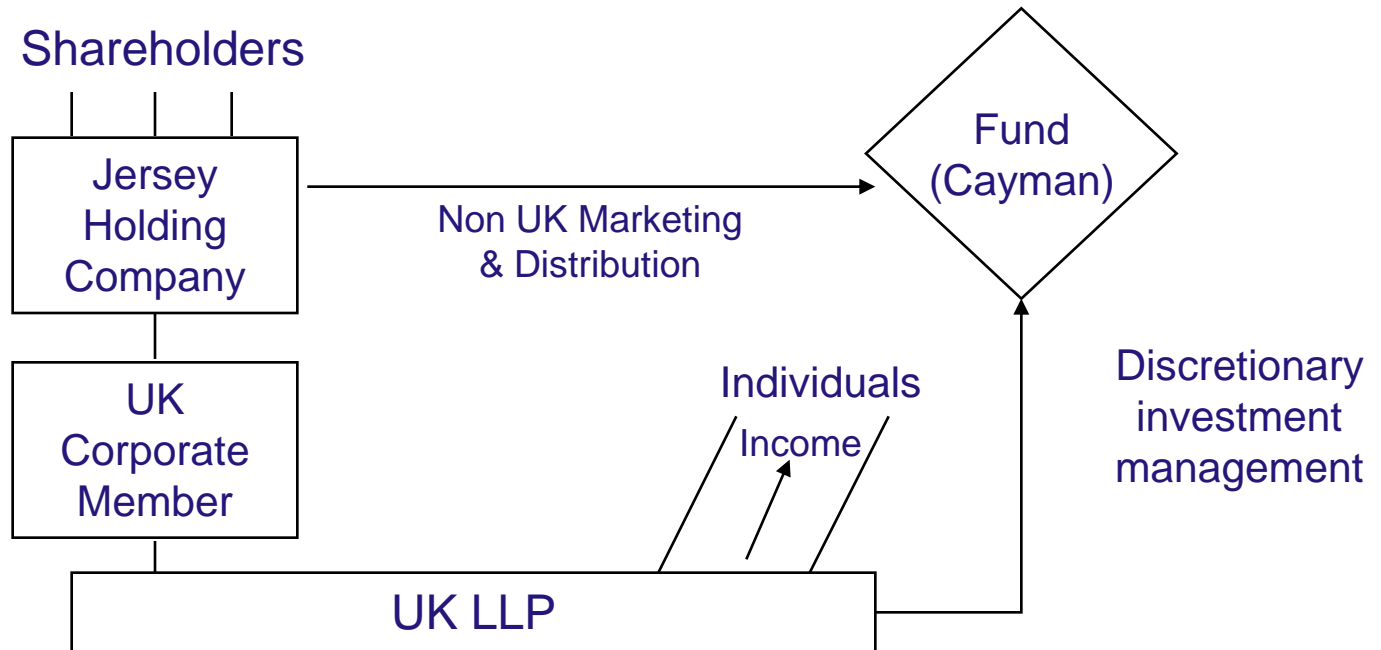 Shareholders
Jersey
Holding
Company
Non UK Marketing
& Distribution
Fund
(Cayman)
UK
Corporate
Member
Individuals
Income
Discretionary
investment
management
UK LLP